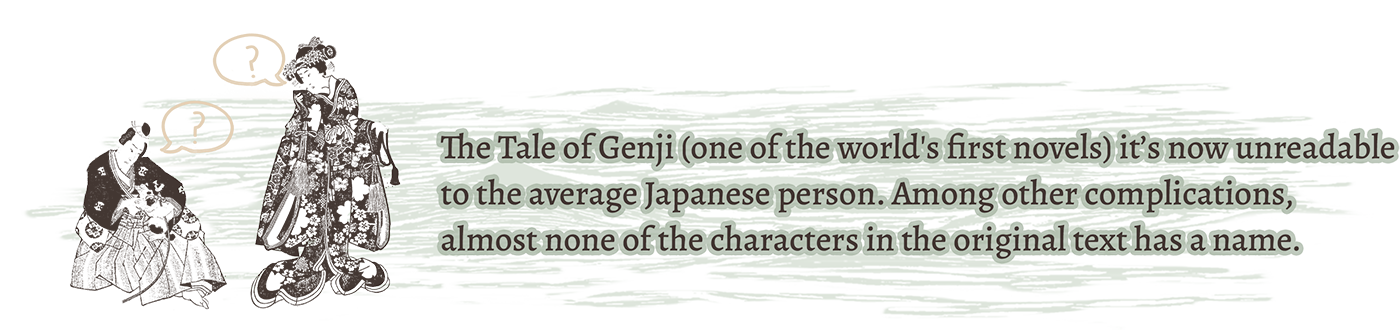 ?
?
The Tale of Genji (one of the world's first novels) it’s now unreadable
to the average Japanese person. Among other complications,
almost none of the characters in the original text has a name.